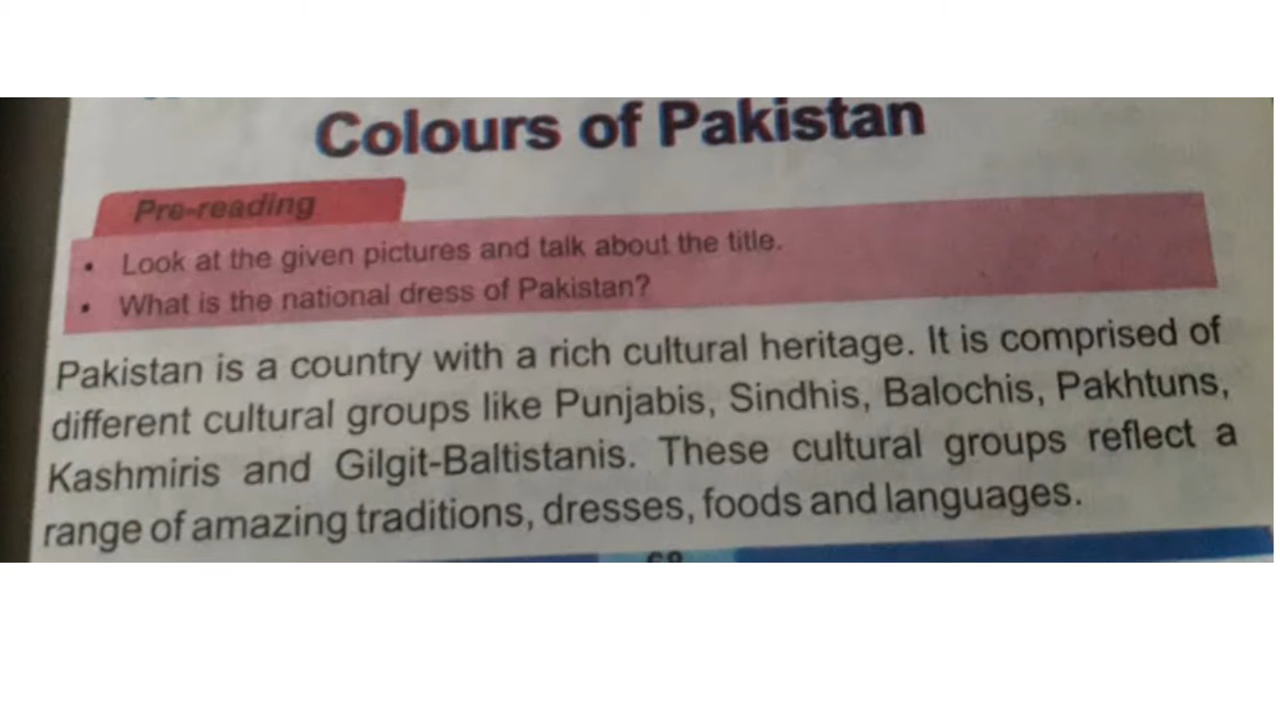 Colours of Pakistan
Pre-reading
• Look at the given pictures and talk about the title.
• What is the national dress of Pakistan?
Pakistan is a country with a rich cultural heritage. It is comprised of
different cultural groups like Punjabis, Sindhis, Balochis, Pakhtuns,
Kashmiris and Gilgit-Baltistanis. These cultural groups reflect a
range of amazing traditions, dresses, foods and languages.